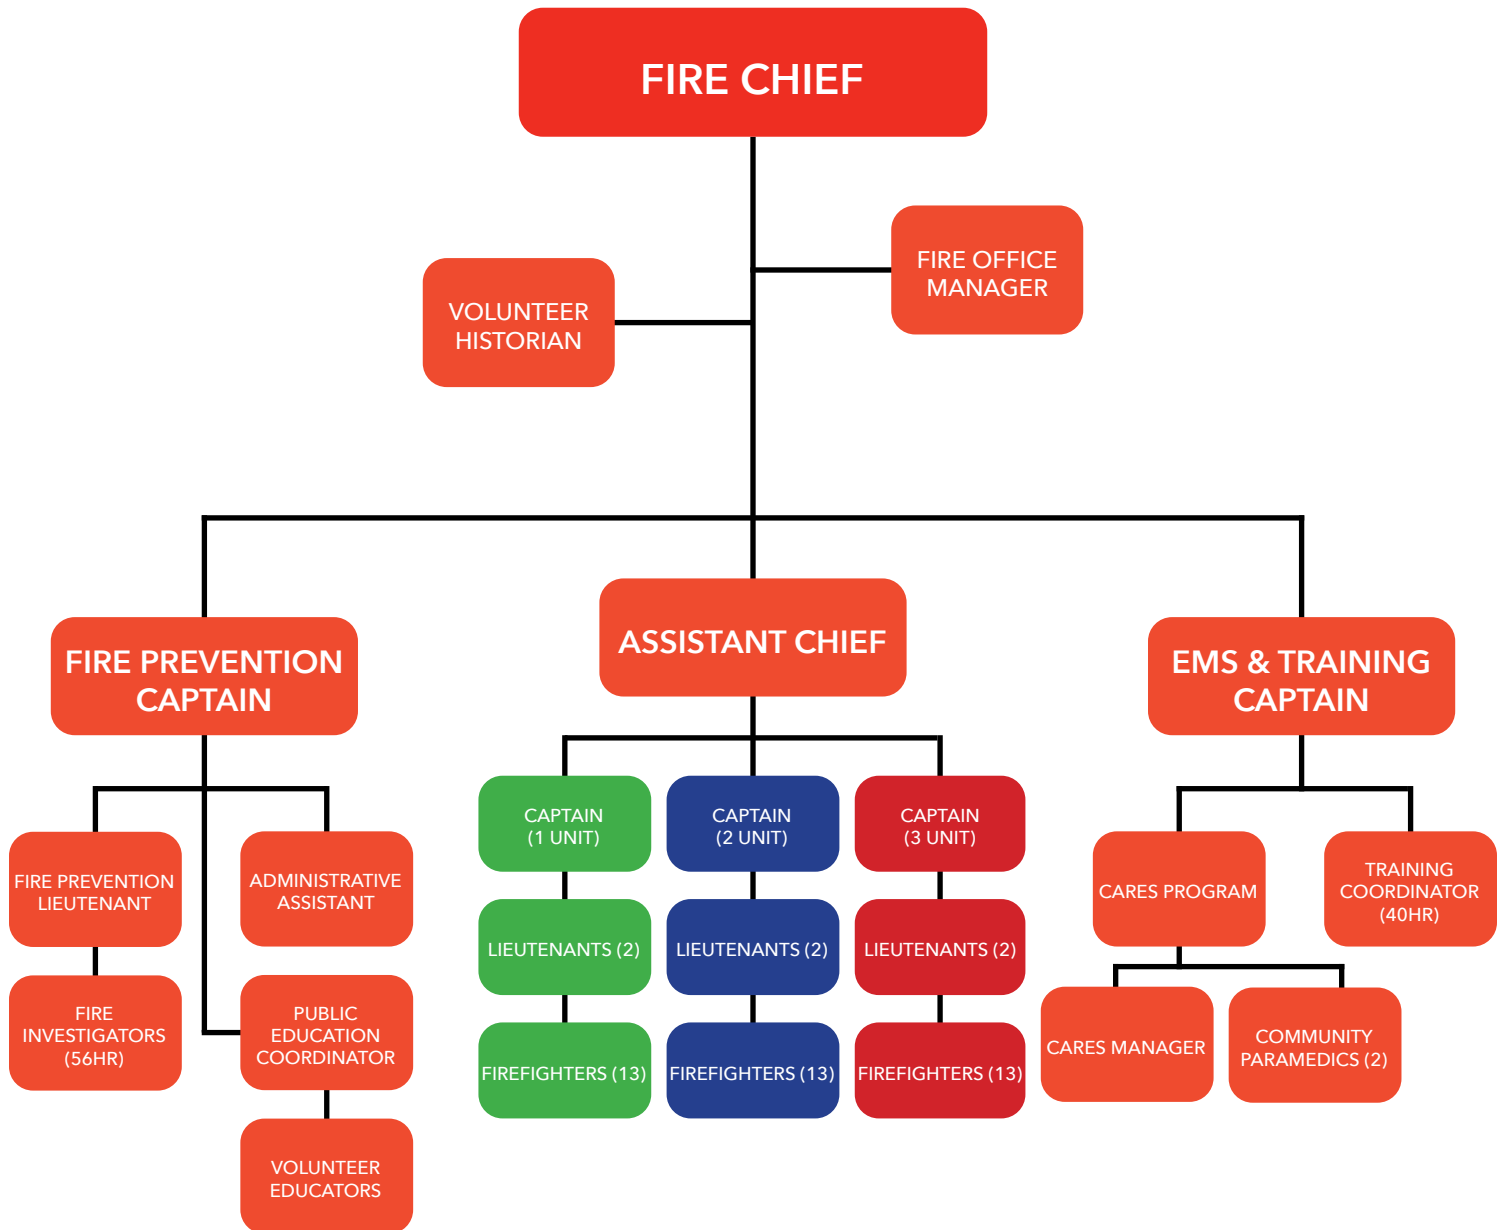 FIRE CHIEF
FIRE OFFICE
MANAGER
VOLUNTEER
HISTORIAN
FIRE PREVENTION
CAPTAIN
ASSISTANT CHIEF
EMS & TRAINING
CAPTAIN
FIRE PREVENTION
LIEUTENANT
ADMINISTRATIVE
ASSISTANT
FIRE
INVESTIGATORS
(56HR)
PUBLIC
EDUCATION
COORDINATOR
VOLUNTEER
EDUCATORS
CAPTAIN
(1 UNIT)
LIEUTENANTS (2)
FIREFIGHTERS (13)
CAPTAIN
(2 UNIT)
LIEUTENANTS (2)
FIREFIGHTERS (13)
CAPTAIN
(3 UNIT)
LIEUTENANTS (2)
FIREFIGHTERS (13)
CARES PROGRAM
TRAINING
COORDINATOR
(40HR)
CARES MANAGER
COMMUNITY
PARAMEDICS (2)